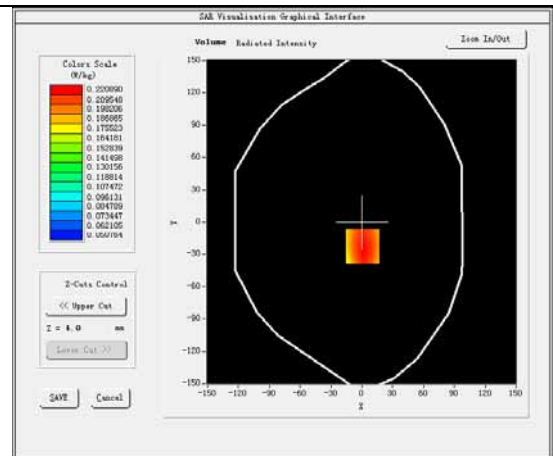 SAR Visualisation Graphical Interface
Volume Radiated Intensity
Zoom In/Out
Colors Scale
(W/kg)
0.220890
0.209548
0.198206
0.186865
0.175523
0.164181
0.152839
0.141498
0.130156
0.118814
0.107472
0.096131
0.084789
0.073447
0.062105
0.050764
150
120
90
60
30
0
-30
-60
-90
-120
-150
Y
-150 -120 -90 -60 -30 0 30 60 90 120 150
X
Z-Cuts Control
<< Upper Cut
Z = 4.0 mm
Lower Cut >>
SAVE Cancel